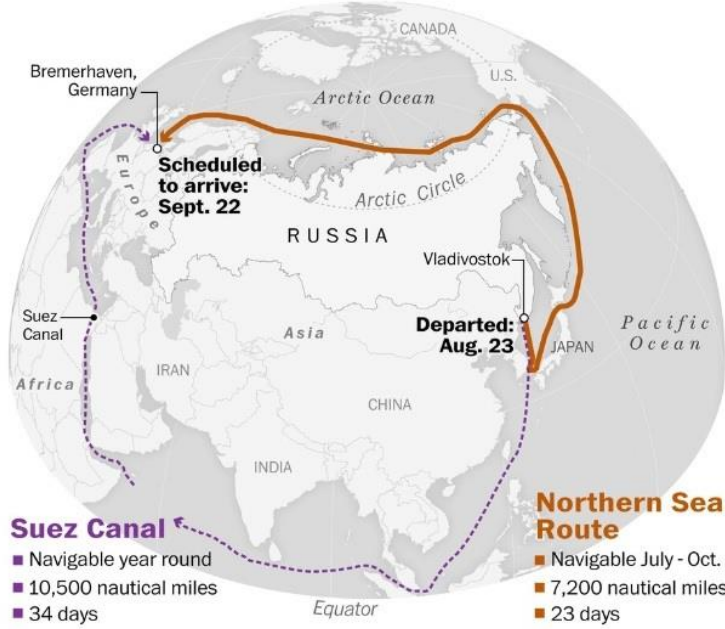 CANADA
U.S.
Bremerhaven,
Germany
Arctic Ocean
Scheduled
to arrive:
Sept. 22
Europe
Arctic Circle
RUSSIA
Vladivostok
Suez
Canal
Departed:
Aug. 23
Pacific
Ocean
Asia
JAPAN
IRAN
Africa
CHINA
INDIA
Suez Canal
■ Navigable year round
■ 10,500 nautical miles
■ 34 days
Equator
Northern Sea
Route
■ Navigable July - Oct.
■ 7,200 nautical miles
■ 23 days